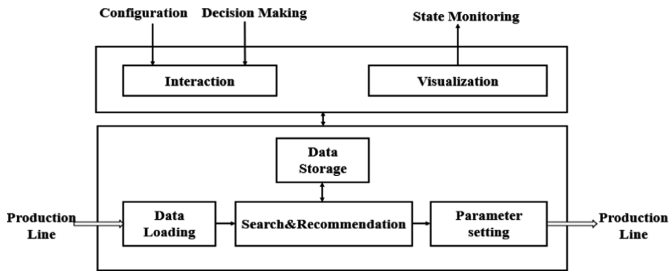 Configuration
Decision Making
State Monitoring
Interaction
Visualization
Data
Storage
Production
Line
Data
Loading
Search&Recommendation
Parameter
setting
Production
Line